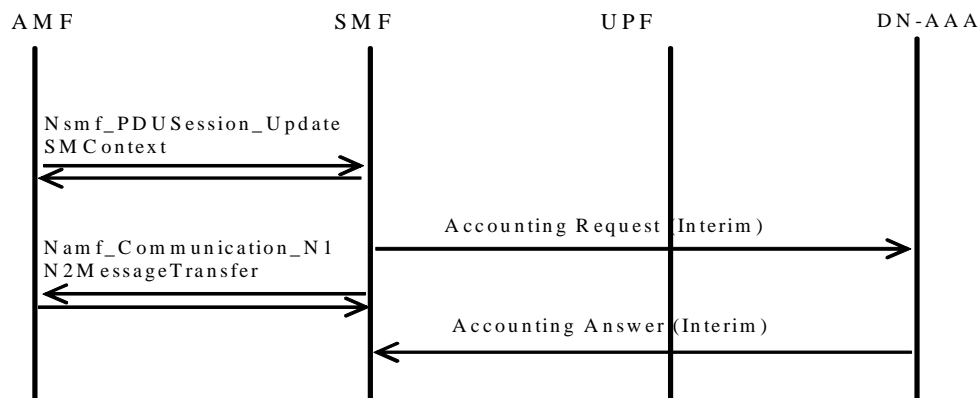 AMF SMF UPF DN-AAA
Nsmf_PDUSession_Update
SMContext
Accounting Request (Interim)
Namf_Communication_N1
N2MessageTransfer
Accounting Answer (Interim)